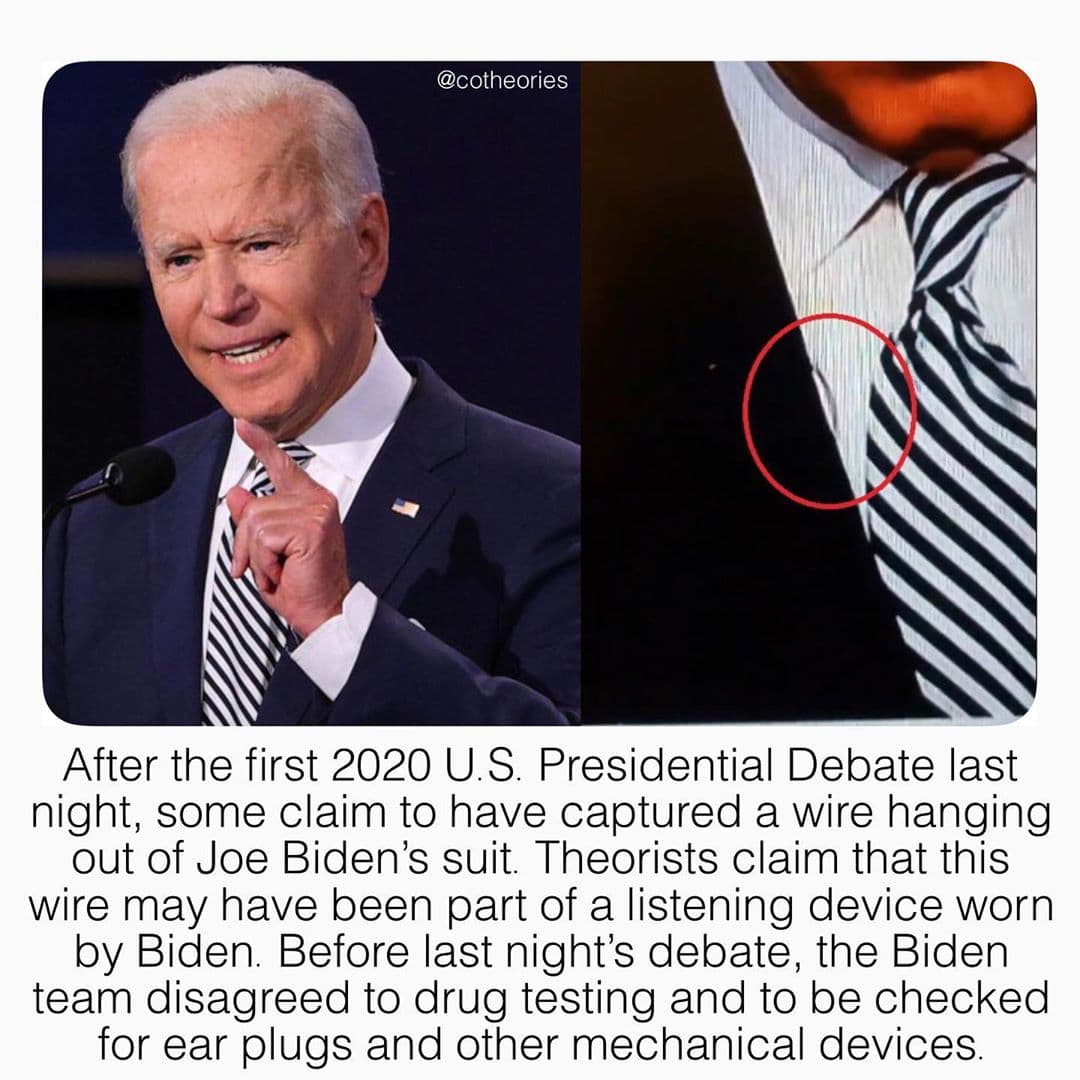 @cotheories
After the first 2020 U.S. Presidential Debate last
night, some claim to have captured a wire hanging
out of Joe Biden’s suit. Theorists claim that this
wire may have been part of a listening device worn
by Biden. Before last night’s debate, the Biden
team disagreed to drug testing and to be checked
for ear plugs and other mechanical devices.